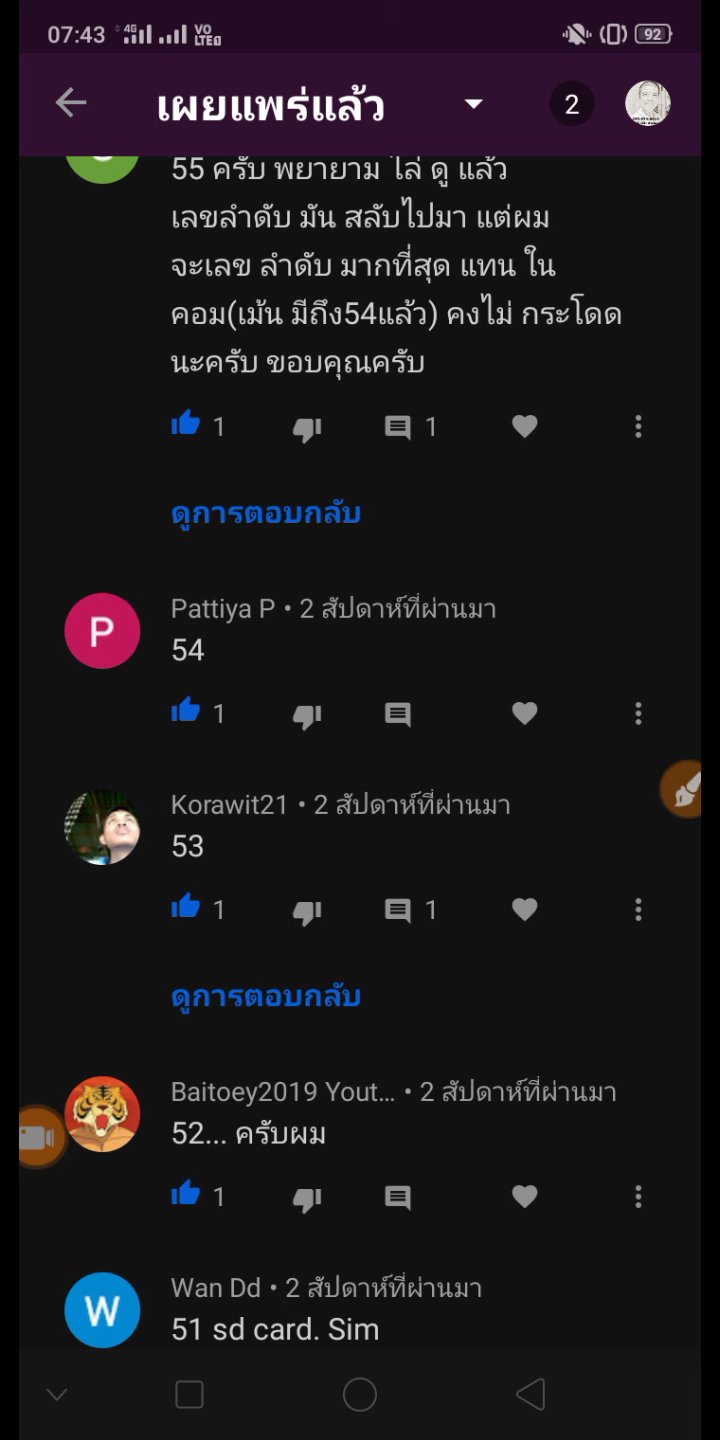 07:43 4G VO LTE 92
เผยแพร่แล้ว 2
55 ครับ พยายาม ไล่ ดู แล้ว
เลขลำดับ มัน สลับไปมา แต่ผม
จะเลข ลำดับ มากที่สุด แทน ใน
คอม(เม้น มีถึง54แล้ว) คงไม่ กระโดด
นะครับ ขอบคุณครับ
1 1
ดูการตอบกลับ
P
Pattiya P • 2 สัปดาห์ที่ผ่านมา
54
1
Korawit21 • 2 สัปดาห์ที่ผ่านมา
53
1 1
ดูการตอบกลับ
Baitoey2019 Yout... • 2 สัปดาห์ที่ผ่านมา
52... ครับผม
1
W
Wan Dd • 2 สัปดาห์ที่ผ่านมา
51 sd card. Sim